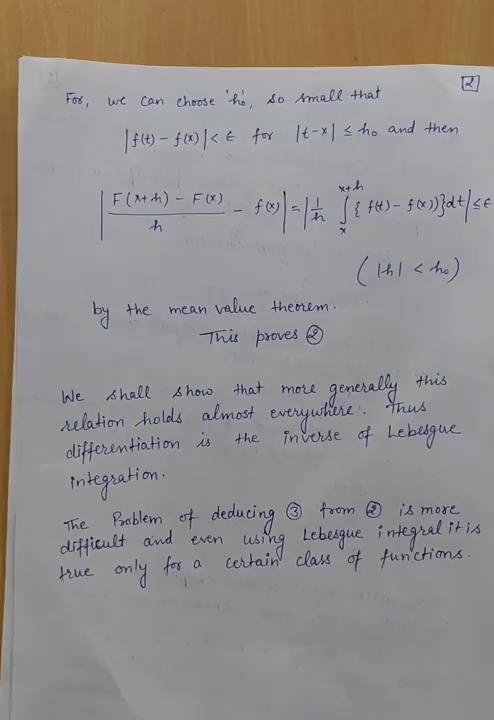 2
For, we can choose 'h₀', so small that
|f(t) - f(x)| < ε for |t-x| ≤ h₀ and then
|F(x+h) - F(x)/h - f(x)| = |1/h ∫ₓˣ⁺ʰ { f(t) - f(x))}dt| ≤ ε
( |h| < h₀)
by the mean value theorem.
This proves ②
We shall show that more generally this
relation holds almost everywhere. Thus
differentiation is the inverse of Lebesgue
integration.
The Problem of deducing ③ from ② is more
difficult and even using Lebesgue integral it is
true only for a certain class of functions.